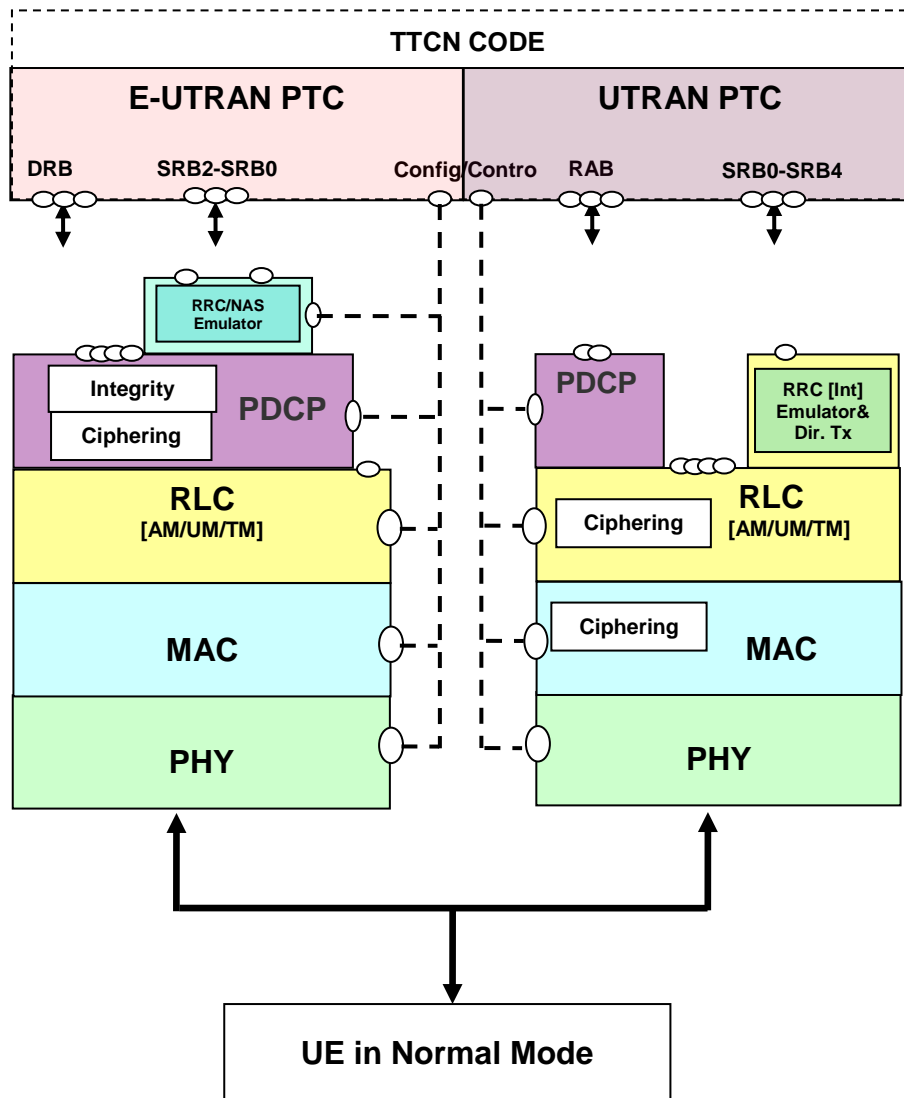 TTCN CODE
E-UTRAN PTC
UTRAN PTC
DRB
SRB2-SRB0
Config/Contro
RAB
SRB0-SRB4
RRC/NAS
Emulator
Integrity
Ciphering
PDCP
PDCP
RRC [Int]
Emulator&
Dir. Tx
RLC
[AM/UM/TM]
Ciphering
RLC
[AM/UM/TM]
MAC
Ciphering
MAC
PHY
PHY
UE in Normal Mode